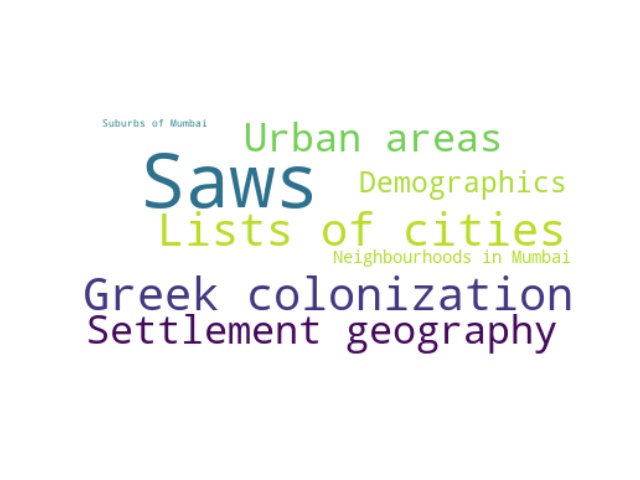 Suburbs of Mumbai
Urban areas
Saws
Demographics
Lists of cities
Neighbourhoods in Mumbai
Greek colonization
Settlement geography